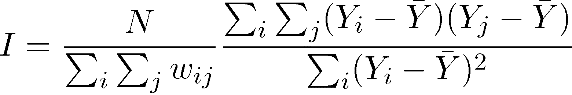 I = \frac{N}{\sum_i \sum_j w_{ij}} \frac{\sum_i \sum_j (Y_i - \bar{Y})(Y_j - \bar{Y})}{\sum_i (Y_i - \bar{Y})^2}